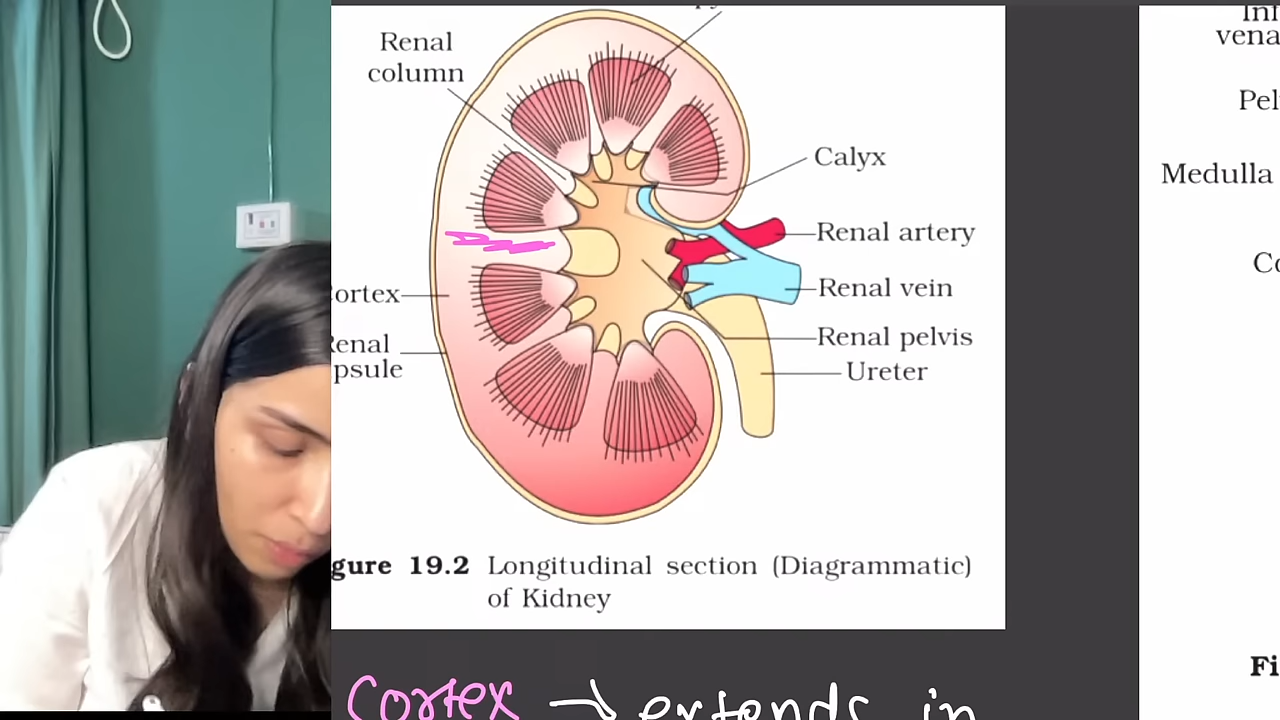 Renal
column
Calyx
Renal artery
ortex
Renal vein
enal
psule
Renal pelvis
Ureter
gure 19.2 Longitudinal section (Diagrammatic)
of Kidney
Cortex → extends in
Inf
vena
Pel
Medulla
Co
Fi